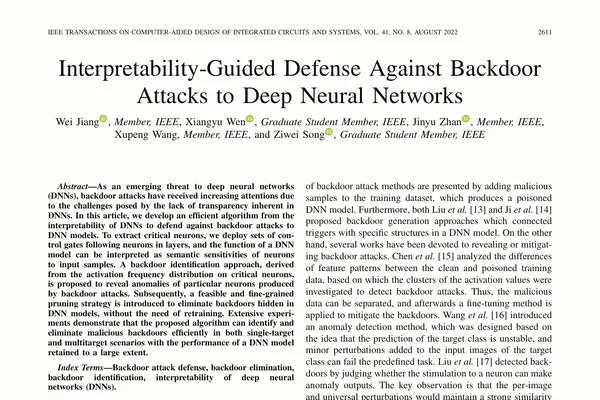 IEEE TRANSACTIONS ON COMPUTER-AIDED DESIGN OF INTEGRATED CIRCUITS AND SYSTEMS, VOL. 41, NO. 8, AUGUST 2022 2611
Interpretability-Guided Defense Against Backdoor
Attacks to Deep Neural Networks
Wei Jiang, Member, IEEE, Xiangyu Wen, Graduate Student Member, IEEE, Jinyu Zhan, Member, IEEE,
Xupeng Wang, Member, IEEE, and Ziwei Song, Graduate Student Member, IEEE
Abstract—As an emerging threat to deep neural networks
(DNNs), backdoor attacks have received increasing attentions due
to the challenges posed by the lack of transparency inherent in
DNNs. In this article, we develop an efficient algorithm from the
interpretability of DNNs to defend against backdoor attacks to
DNN models. To extract critical neurons, we deploy sets of con-
trol gates following neurons in layers, and the function of a DNN
model can be interpreted as semantic sensitivities of neurons
to input samples. A backdoor identification approach, derived
from the activation frequency distribution on critical neurons,
is proposed to reveal anomalies of particular neurons produced
by backdoor attacks. Subsequently, a feasible and fine-grained
pruning strategy is introduced to eliminate backdoors hidden in
DNN models, without the need of retraining. Extensive experi-
ments demonstrate that the proposed algorithm can identify and
eliminate malicious backdoors efficiently in both single-target
and multitarget scenarios with the performance of a DNN model
retained to a large extent.
Index Terms—Backdoor attack defense, backdoor elimination,
backdoor identification, interpretability of deep neural
networks (DNNs).
of backdoor attack methods are presented by adding malicious
samples to the training dataset, which produces a poisoned
DNN model. Furthermore, both Liu et al. [13] and Ji et al. [14]
proposed backdoor generation approaches which connected
triggers with specific structures in a DNN model. On the other
hand, several works have been devoted to revealing or mitigat-
ing backdoor attacks. Chen et al. [15] analyzed the differences
of feature patterns between the clean and poisoned training
data, based on which the clusters of the activation values were
investigated to detect backdoor attacks. Thus, the malicious
data can be separated, and afterwards a fine-tuning method is
applied to mitigate the backdoors. Wang et al. [16] introduced
an anomaly detection method, which was designed based on
the idea that the prediction of the target class is unstable, and
minor perturbations added to the input images of the target
class can fail the predefined task. Liu et al. [17] detected back-
doors by judging whether the stimulation to a neuron can make
anomaly outputs. The key observation is that the per-image
and universal perturbations would maintain a strong similarity